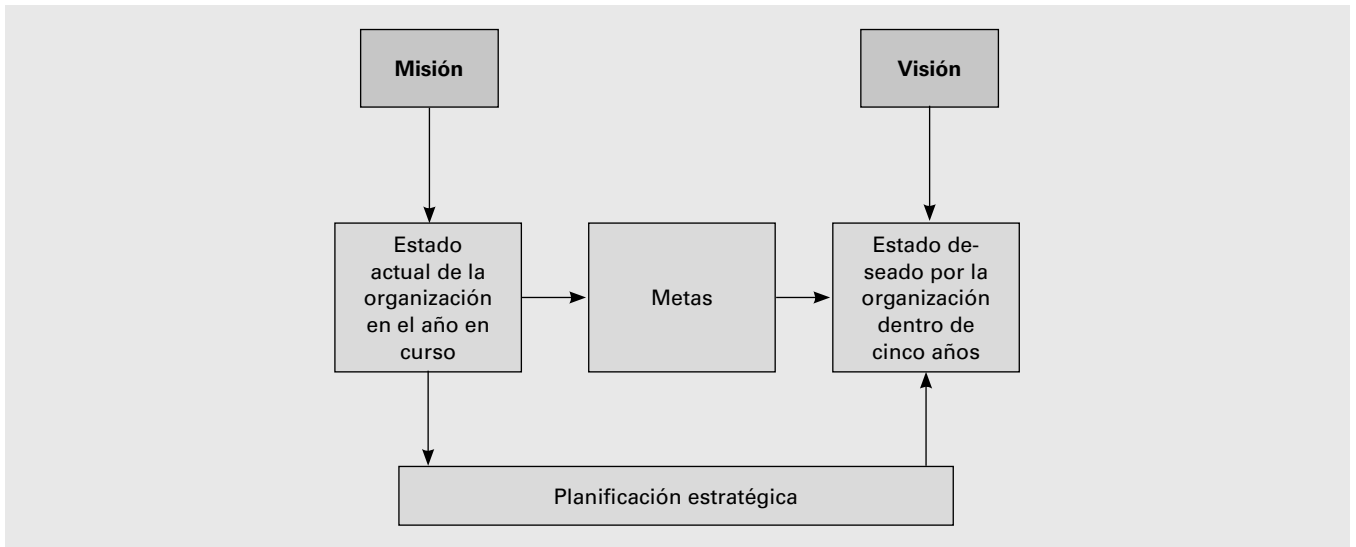 Misión
Visión
Estado
actual de la
organización
en el año en
curso
Metas
Estado de-
seado por la
organización
dentro de
cinco años
Planificación estratégica